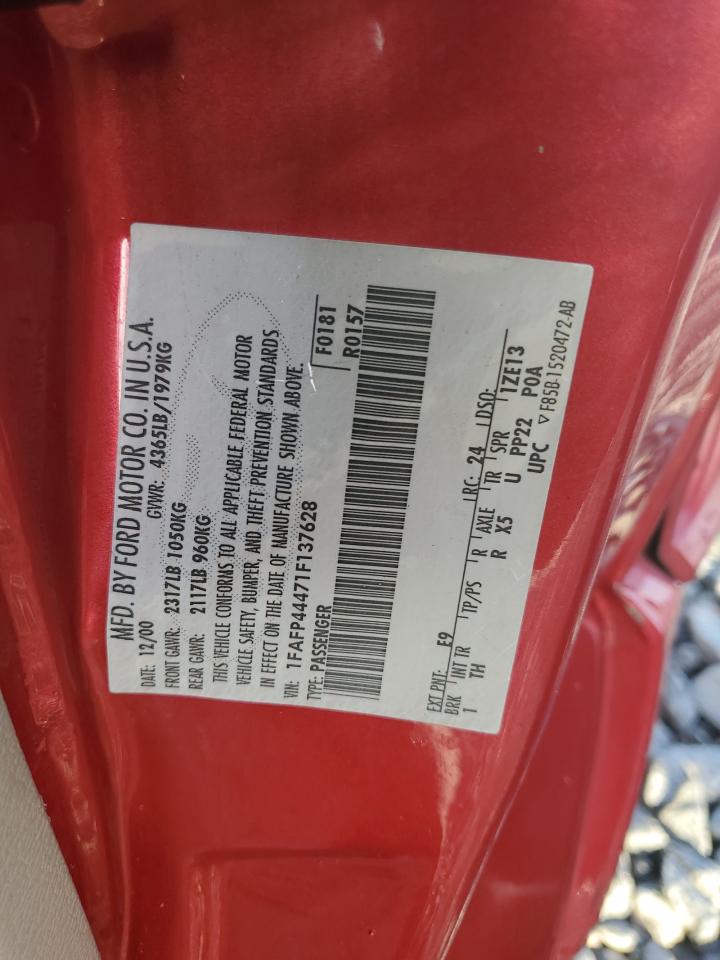 MFD. BY FORD MOTOR CO. IN U.S.A.
DATE: 12/00 GVWR: 4365LB/1979KG
FRONT GAWR: 2317LB 1050KG
REAR GAWR: 2117LB 960KG
THIS VEHICLE CONFORMS TO ALL APPLICABLE FEDERAL MOTOR
VEHICLE SAFETY, BUMPER, AND THEFT PREVENTION STANDARDS
IN EFFECT ON THE DATE OF MANUFACTURE SHOWN ABOVE.
VIN: 1FAFP44471F137628 F0181
TYPE: PASSENGER R0157
EXT PNT: E9 RC: 24 DSO:
BRK INT TR TP/PS R AXLE TR SPR 1ZE13
1 TH R X5 U PP22 P0A
UPC ▽F85B-1520472-AB